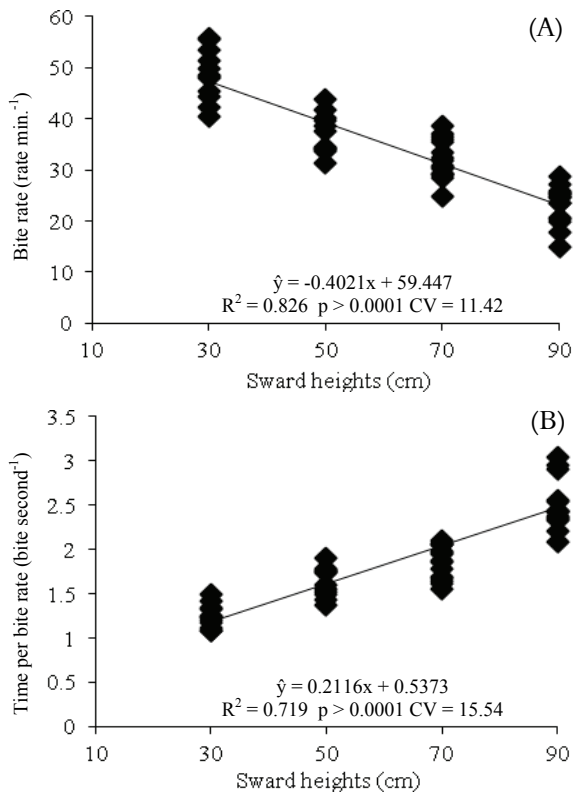 (A)
Bite rate (rate min.⁻¹)
60
50
40
30
20
10
0
ŷ = -0.4021x + 59.447
R² = 0.826 p > 0.0001 CV = 11.42
10 30 50 70 90
Sward heights (cm)
(B)
Time per bite rate (bite second⁻¹)
3.5
3
2.5
2
1.5
1
0.5
0
ŷ = 0.2116x + 0.5373
R² = 0.719 p > 0.0001 CV = 15.54
10 30 50 70 90
Sward heights (cm)